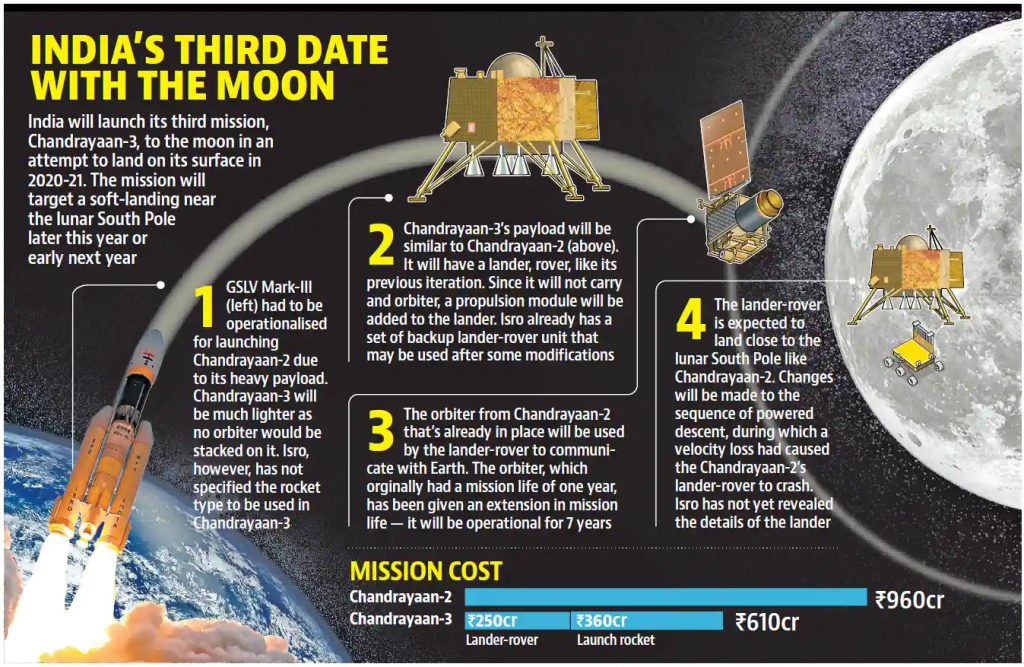 INDIA'S THIRD DATE
WITH THE MOON
India will launch its third mission,
Chandrayaan-3, to the moon in an
attempt to land on its surface in
2020-21. The mission will
target a soft-landing near
the lunar South Pole
later this year or
early next year
1
GSLV Mark-III
(left) had to be
operationalised
for launching
Chandrayaan-2 due
to its heavy payload.
Chandrayaan-3 will
be much lighter as
no orbiter would be
stacked on it. Isro,
however, has not
specified the rocket
type to be used in
Chandrayaan-3
2
Chandrayaan-3's payload will be
similar to Chandrayaan-2 (above).
It will have a lander, rover, like its
previous iteration. Since it will not carry
and orbiter, a propulsion module will be
added to the lander. Isro already has a
set of backup lander-rover unit that
may be used after some modifications
3
The orbiter from Chandrayaan-2
that's already in place will be used
by the lander-rover to communi-
cate with Earth. The orbiter, which
orginally had a mission life of one year,
has been given an extension in mission
life — it will be operational for 7 years
4
The lander-rover
is expected to
land close to the
lunar South Pole like
Chandrayaan-2. Changes
will be made to the
sequence of powered
descent, during which a
velocity loss had caused
the Chandrayaan-2's
lander-rover to crash.
Isro has not yet revealed
the details of the lander
MISSION COST
Chandrayaan-2 ₹960cr
Chandrayaan-3 ₹250cr ₹360cr ₹610cr
Lander-rover Launch rocket